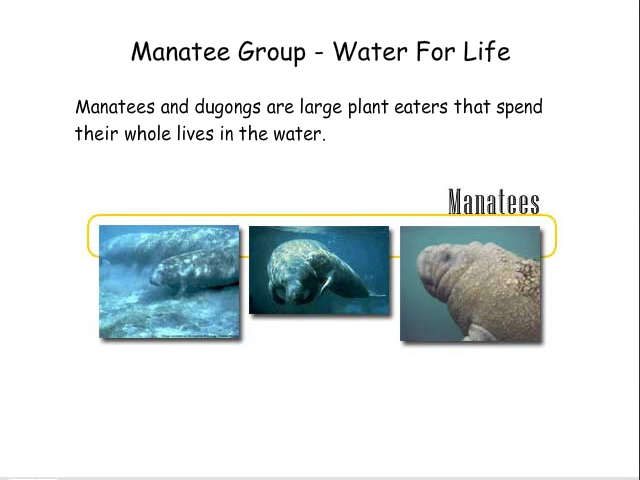 Manatee Group - Water For Life
Manatees and dugongs are large plant eaters that spend
their whole lives in the water.
Manatees